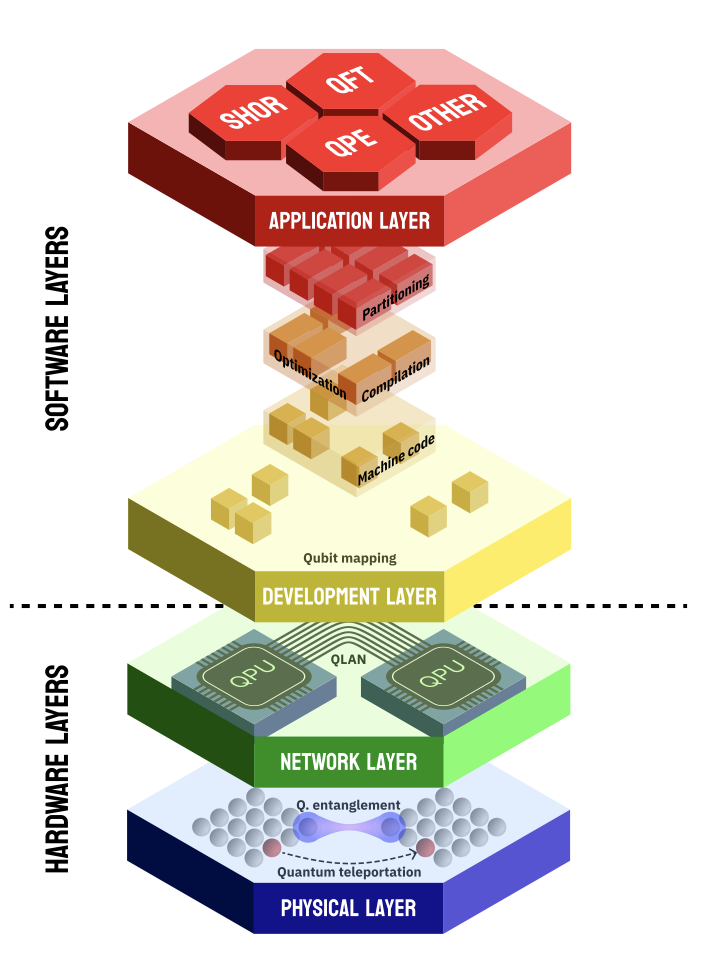 QFT
SHOR
OTHER
QPE
APPLICATION LAYER
Partitioning
Optimization
Compilation
Machine code
Qubit mapping
DEVELOPMENT LAYER
SOFTWARE LAYERS
QLAN
QPU
QPU
NETWORK LAYER
Q. entanglement
Quantum teleportation
PHYSICAL LAYER
HARDWARE LAYERS